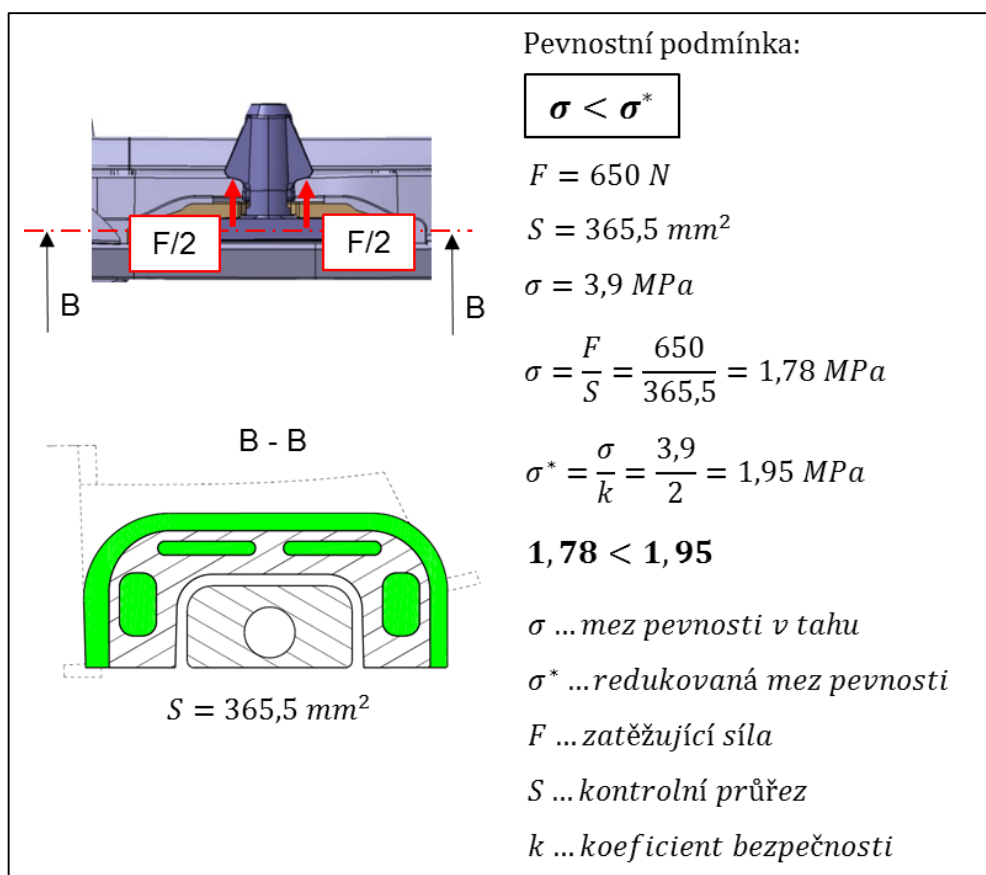 Pevnostní podmínka:
σ < σ*
F = 650 N
S = 365,5 mm²
σ = 3,9 MPa
σ = F/S = 650/365,5 = 1,78 MPa
σ* = σ/k = 3,9/2 = 1,95 MPa
1,78 < 1,95
σ … mez pevnosti v tahu
σ* … redukovaná mez pevnosti
F … zatěžující síla
S … kontrolní průřez
k … koeficient bezpečnosti
F/2 F/2
B B
B - B
S = 365,5 mm²